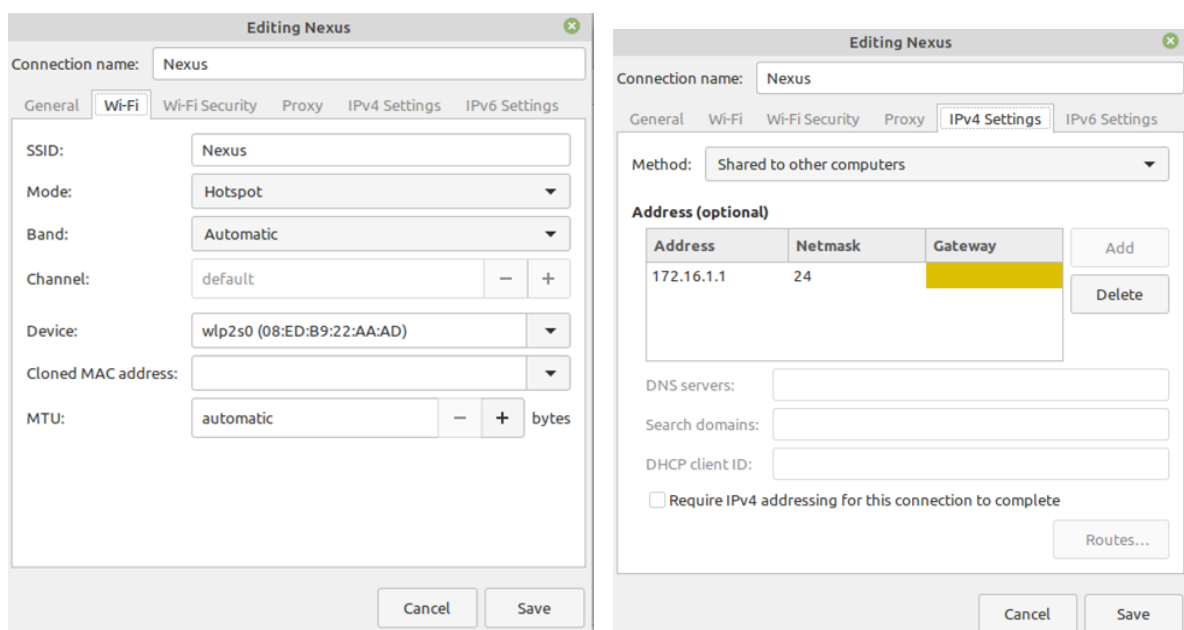 Editing Nexus
Connection name: Nexus
General Wi-Fi Wi-Fi Security Proxy IPv4 Settings IPv6 Settings
SSID: Nexus
Mode: Hotspot
Band: Automatic
Channel: default − +
Device: wlp2s0 (08:ED:B9:22:AA:AD)
Cloned MAC address:
MTU: automatic − + bytes
Cancel Save
Editing Nexus
Connection name: Nexus
General Wi-Fi Wi-Fi Security Proxy IPv4 Settings IPv6 Settings
Method: Shared to other computers
Address (optional)
Address Netmask Gateway Add
172.16.1.1 24
Delete
DNS servers:
Search domains:
DHCP client ID:
Require IPv4 addressing for this connection to complete
Routes...
Cancel Save